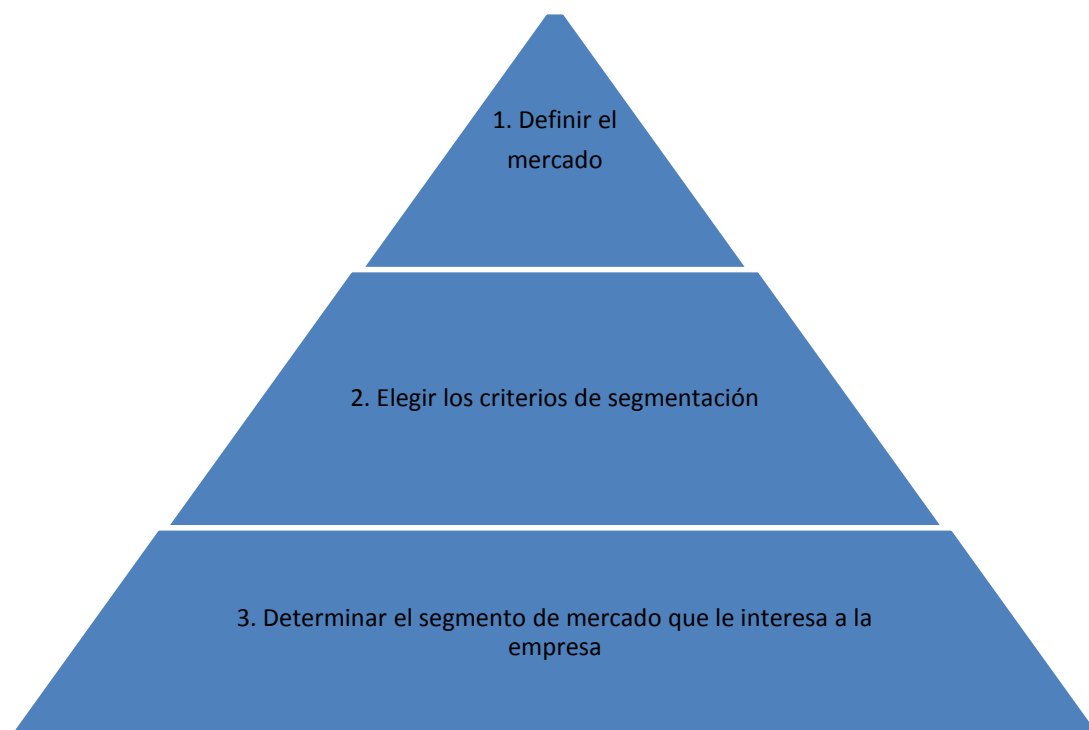 1. Definir el
mercado
2. Elegir los criterios de segmentación
3. Determinar el segmento de mercado que le interesa a la
empresa